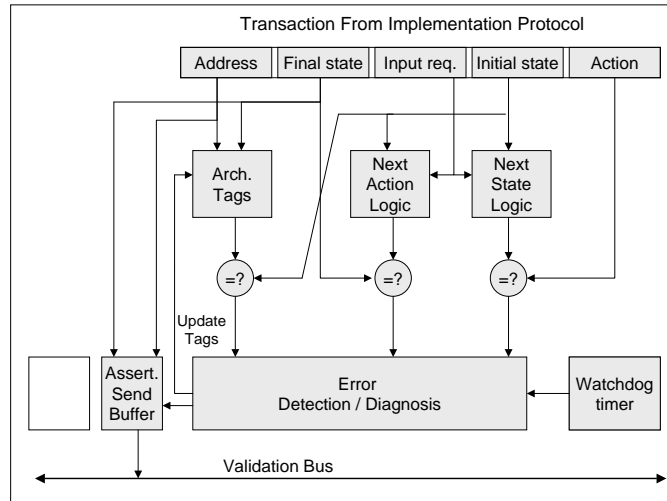 Transaction From Implementation Protocol
Address
Final state
Input req.
Initial state
Action
Arch.
Tags
Next
Action
Logic
Next
State
Logic
=?
=?
=?
Update
Tags
Assert.
Send
Buffer
Error
Detection / Diagnosis
Watchdog
timer
Validation Bus